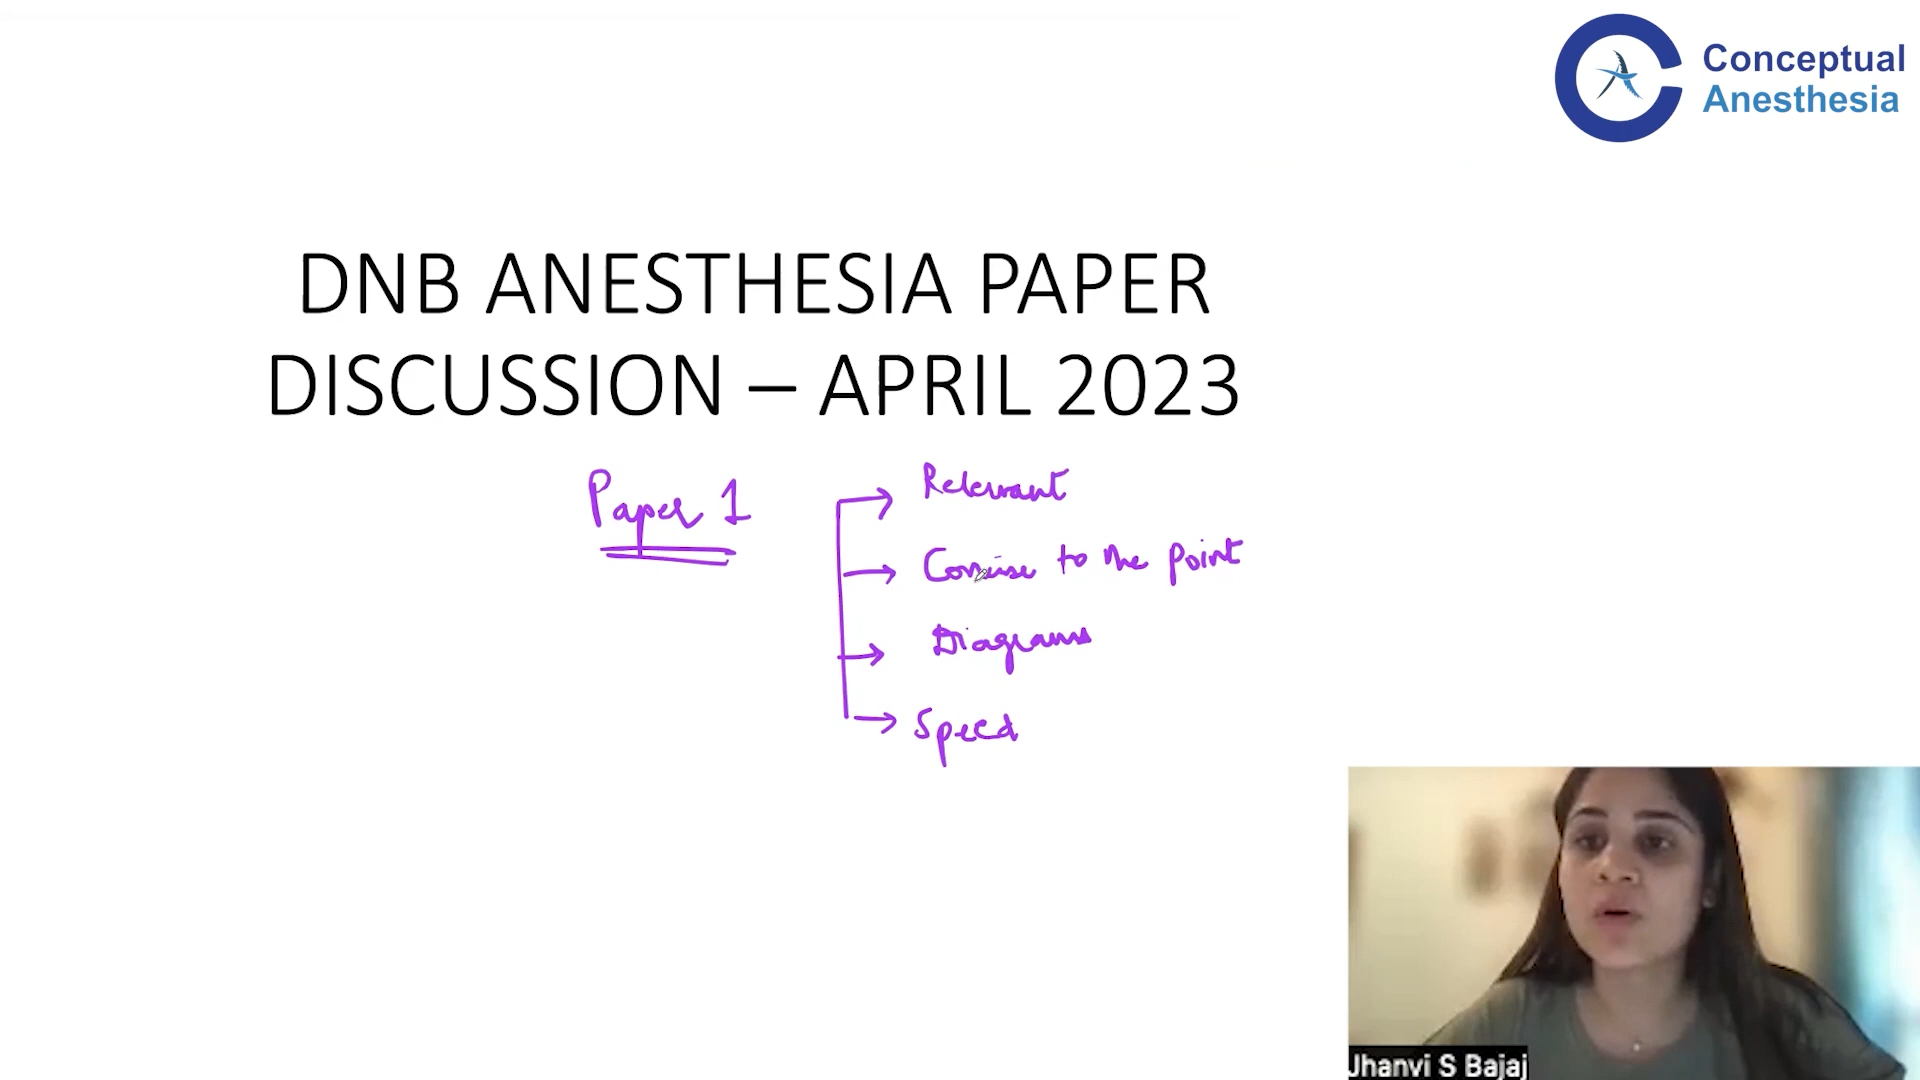 Conceptual
Anesthesia
DNB ANESTHESIA PAPER
DISCUSSION – APRIL 2023
Paper 1
Relevant
Concise to the point
Diagrams
Speed
Jhanvi S Bajaj